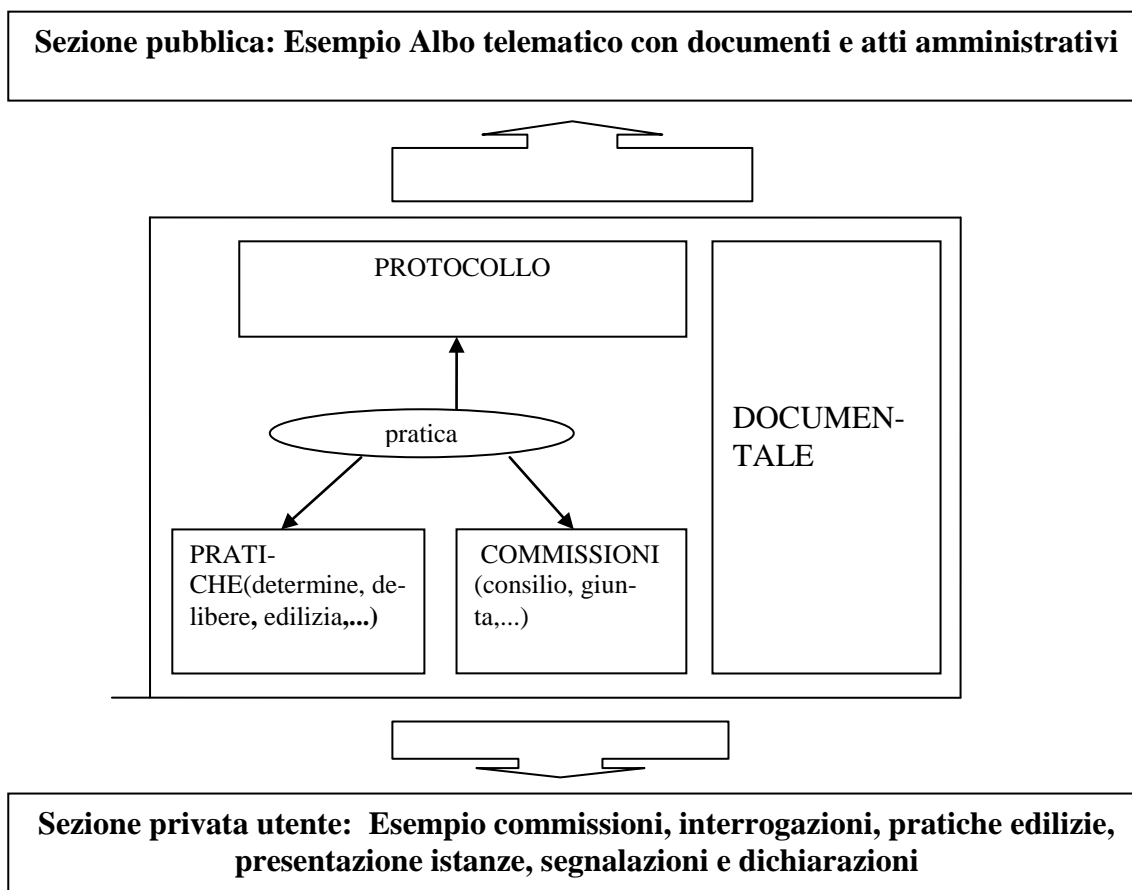 Sezione pubblica: Esempio Albo telematico con documenti e atti amministrativi
PROTOCOLLO
DOCUMEN-
TALE
pratica
PRATI-
CHE(determine, de-
libere, edilizia,...)
COMMISSIONI
(consilio, giun-
ta,...)
Sezione privata utente: Esempio commissioni, interrogazioni, pratiche edilizie,
presentazione istanze, segnalazioni e dichiarazioni